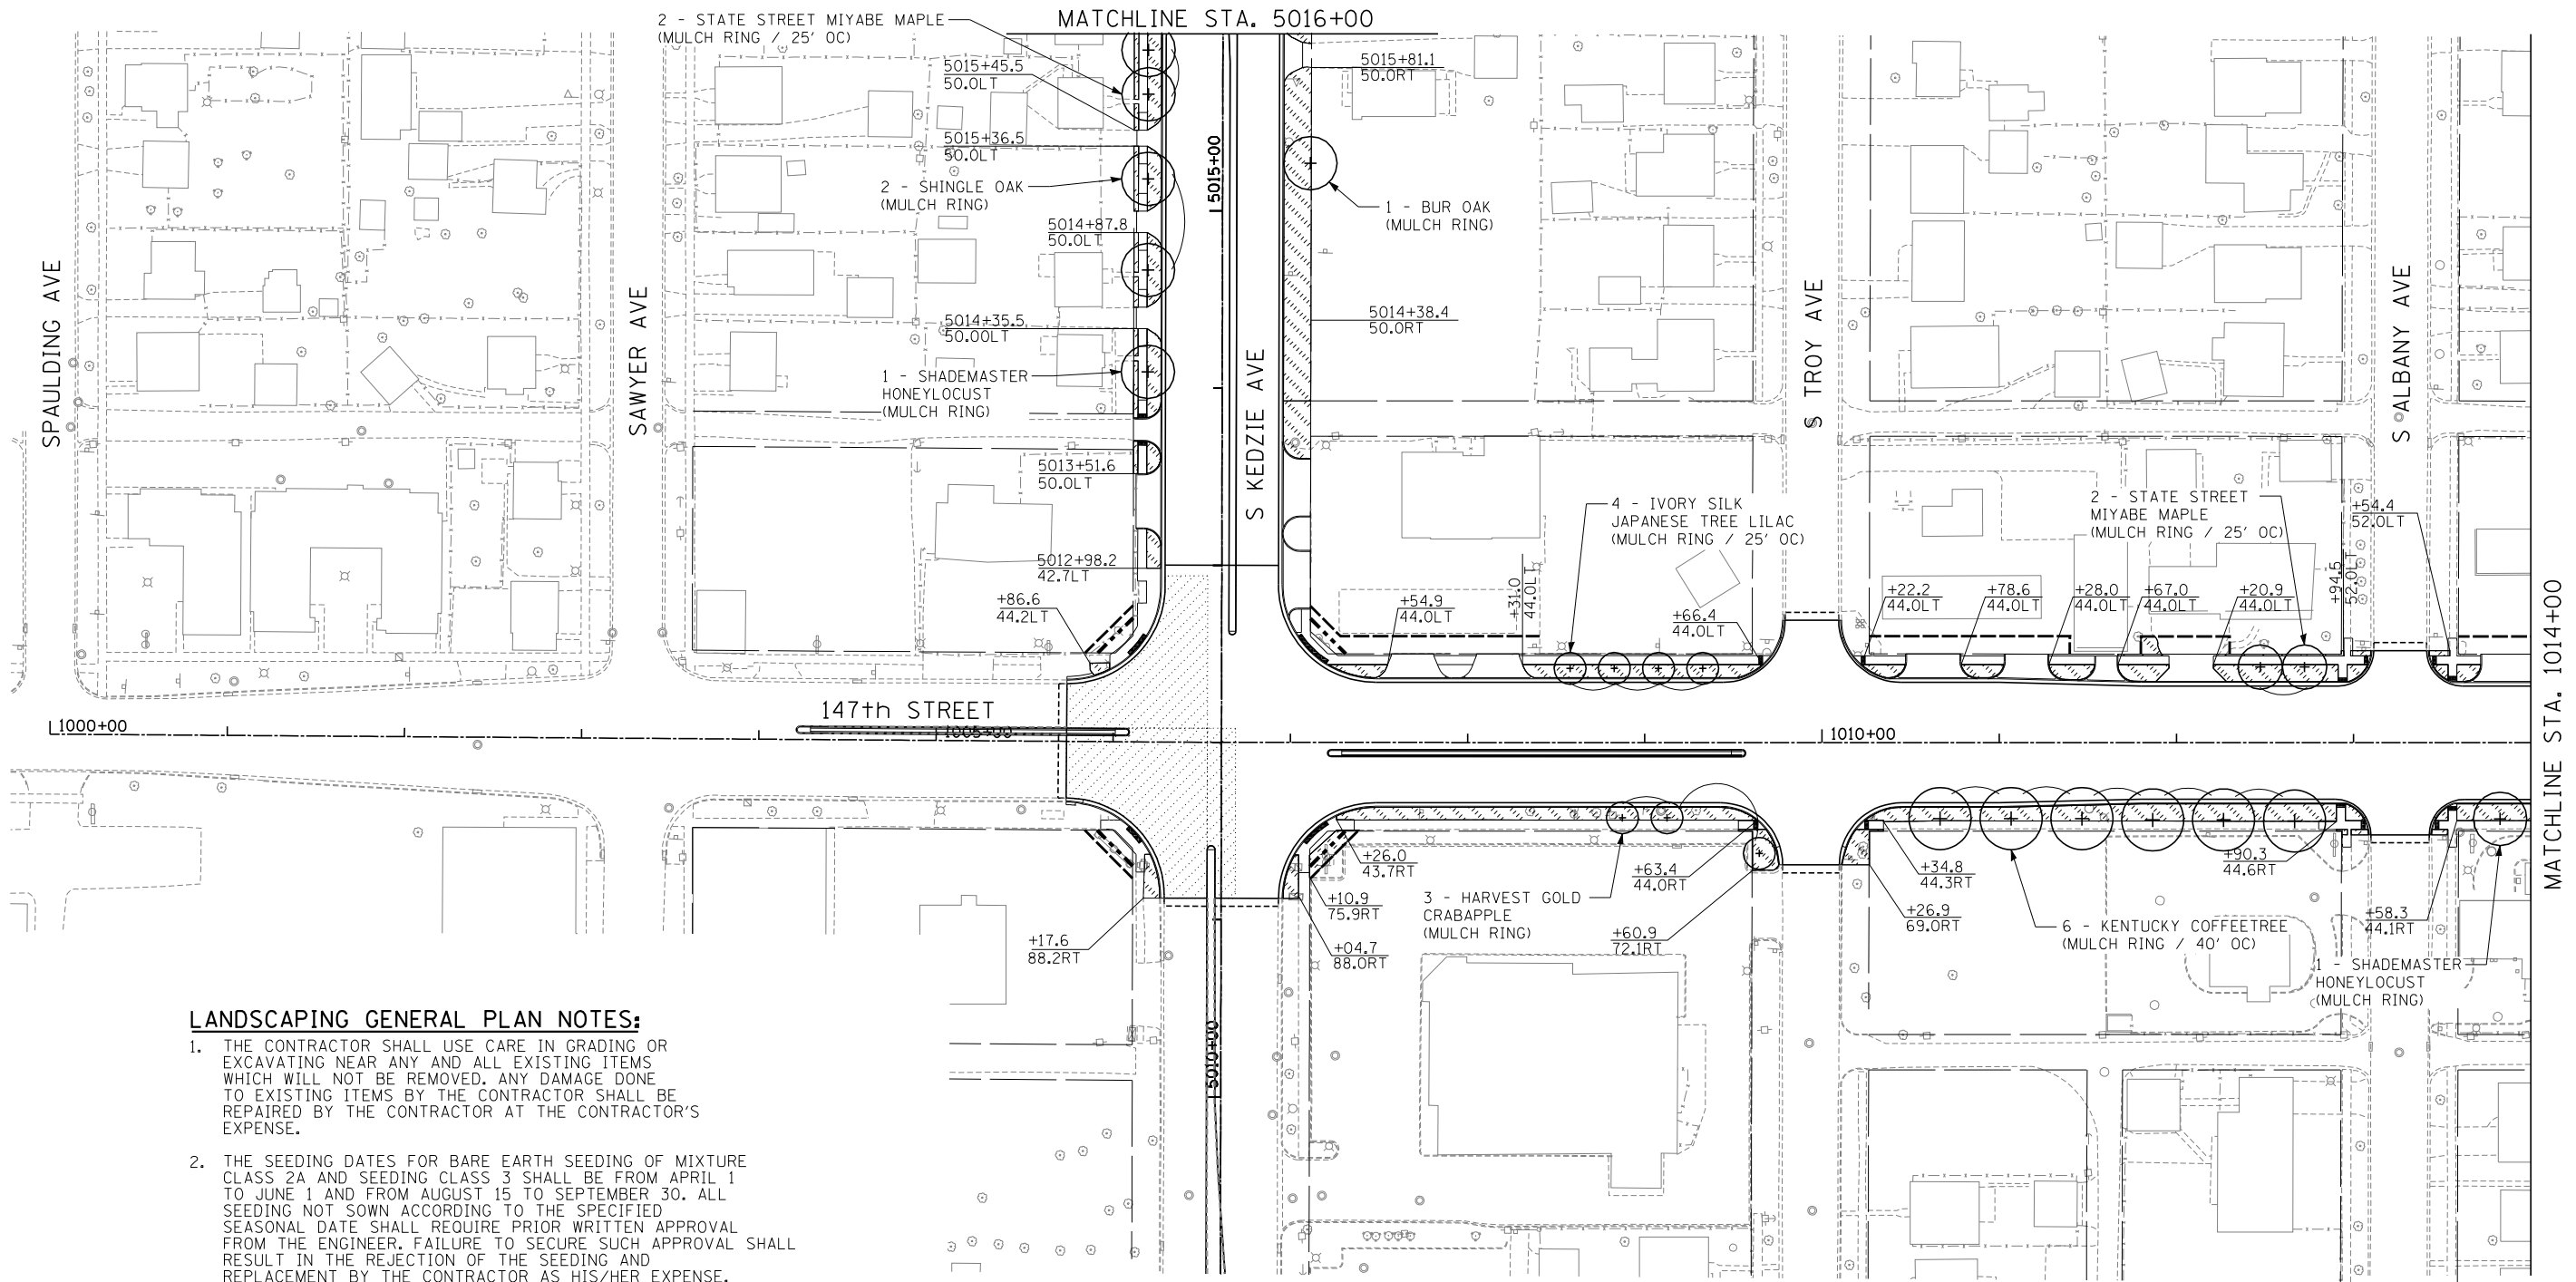 MATCHLINE STA. 5016+00
2 - STATE STREET MIYABE MAPLE
(MULCH RING / 25' OC)
5015+45.5
50.0LT
5015+81.1
50.0RT
5015+36.5
50.0LT
2 - SHINGLE OAK
(MULCH RING)
5015+00
1 - BUR OAK
(MULCH RING)
5014+87.8
50.0LT
5014+35.5
50.00LT
5014+38.4
50.0RT
1 - SHADEMASTER
HONEYLOCUST
(MULCH RING)
SPAULDING AVE
SAWYER AVE
S KEDZIE AVE
S TROY AVE
S ALBANY AVE
5013+51.6
50.0LT
5012+98.2
42.7LT
+86.6
44.2LT
4 - IVORY SILK
JAPANESE TREE LILAC
(MULCH RING / 25' OC)
2 - STATE STREET
MIYABE MAPLE
(MULCH RING / 25' OC)
+54.4
52.0LT
+54.9
44.0LT
+31.0
44.0LT
+66.4
44.0LT
+22.2
44.0LT
+78.6
44.0LT
+28.0
44.0LT
+67.0
44.0LT
+20.9
44.0LT
+94.5
52.0LT
147th STREET
1000+00
1005+00
1010+00
MATCHLINE STA. 1014+00
+26.0
43.7RT
+10.9
75.9RT
+04.7
88.0RT
+17.6
88.2RT
3 - HARVEST GOLD
CRABAPPLE
(MULCH RING)
+63.4
44.0RT
+60.9
72.1RT
+34.8
44.3RT
+26.9
69.0RT
+90.3
44.6RT
6 - KENTUCKY COFFEETREE
(MULCH RING / 40' OC)
+58.3
44.1RT
1 - SHADEMASTER
HONEYLOCUST
(MULCH RING)
5010+00
LANDSCAPING GENERAL PLAN NOTES:
1. THE CONTRACTOR SHALL USE CARE IN GRADING OR
EXCAVATING NEAR ANY AND ALL EXISTING ITEMS
WHICH WILL NOT BE REMOVED. ANY DAMAGE DONE
TO EXISTING ITEMS BY THE CONTRACTOR SHALL BE
REPAIRED BY THE CONTRACTOR AT THE CONTRACTOR'S
EXPENSE.
2. THE SEEDING DATES FOR BARE EARTH SEEDING OF MIXTURE
CLASS 2A AND SEEDING CLASS 3 SHALL BE FROM APRIL 1
TO JUNE 1 AND FROM AUGUST 15 TO SEPTEMBER 30. ALL
SEEDING NOT SOWN ACCORDING TO THE SPECIFIED
SEASONAL DATE SHALL REQUIRE PRIOR WRITTEN APPROVAL
FROM THE ENGINEER. FAILURE TO SECURE SUCH APPROVAL SHALL
RESULT IN THE REJECTION OF THE SEEDING AND
REPLACEMENT BY THE CONTRACTOR AS HIS/HER EXPENSE.